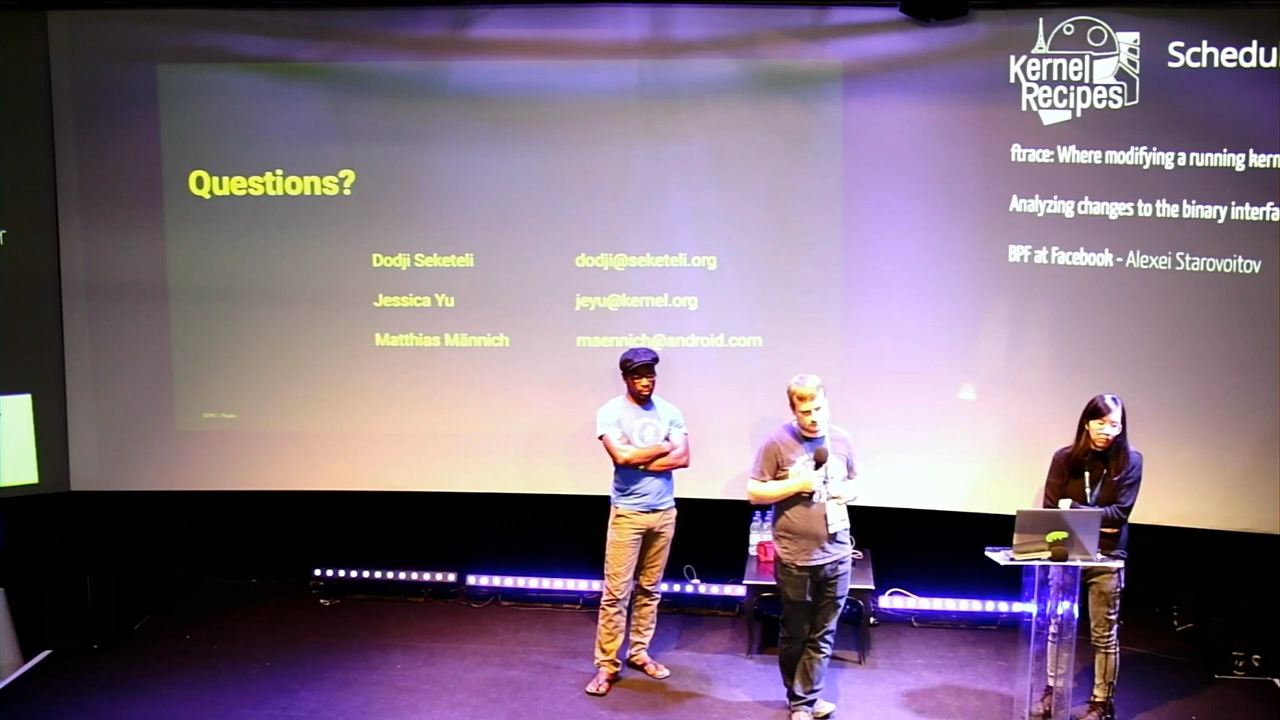 Questions?
Dodji Seketeli dodji@seketeli.org
Jessica Yu jeyu@kernel.org
Matthias Männich maennich@android.com
Kernel
Recipes
Schedu
ftrace: Where modifying a running kern
Analyzing changes to the binary interfa
BPF at Facebook - Alexei Starovoitov